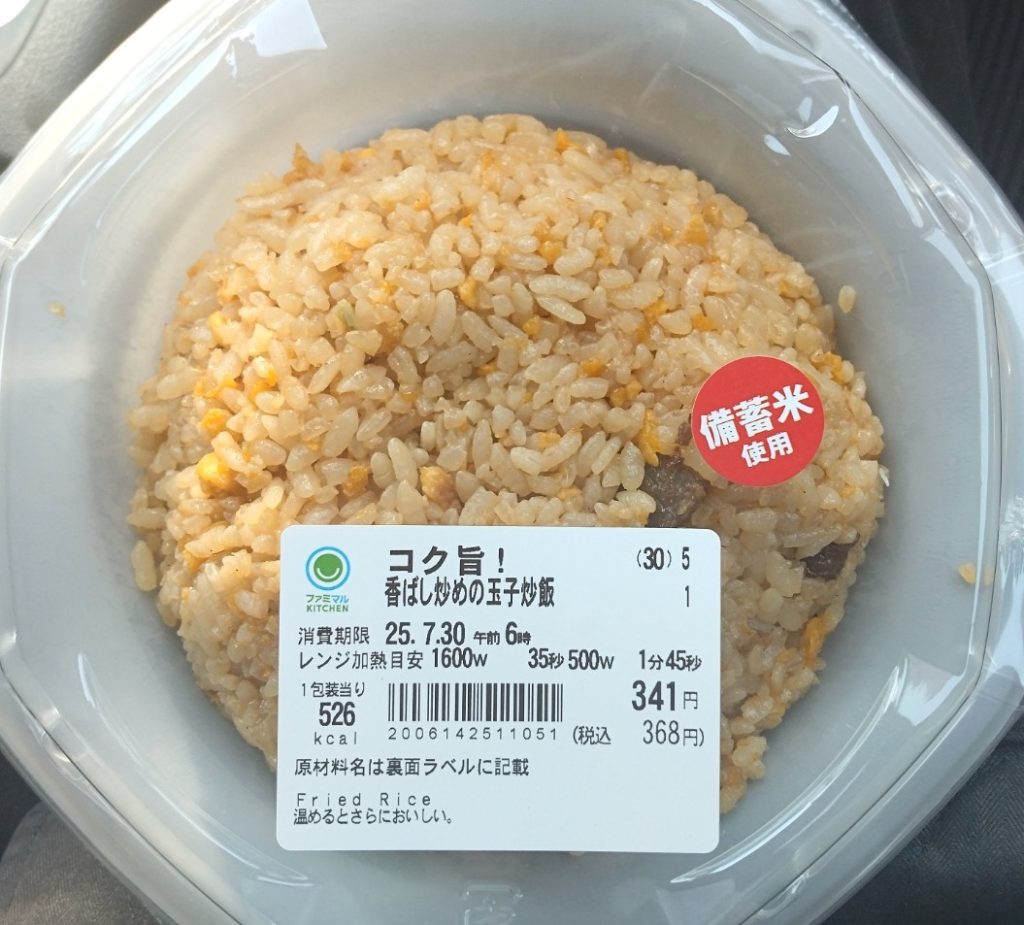 備蓄米
使用
コク旨! (30) 5
香ばし炒めの玉子炒飯 1
ファミマル
KITCHEN
消費期限 25. 7.30 午前 6時
レンジ加熱目安 1600w 35秒 500w 1分45秒
1包装当り
526
kcal
341円
2006142511051 (税込 368円)
原材料名は裏面ラベルに記載
Fried Rice
温めるとさらにおいしい。